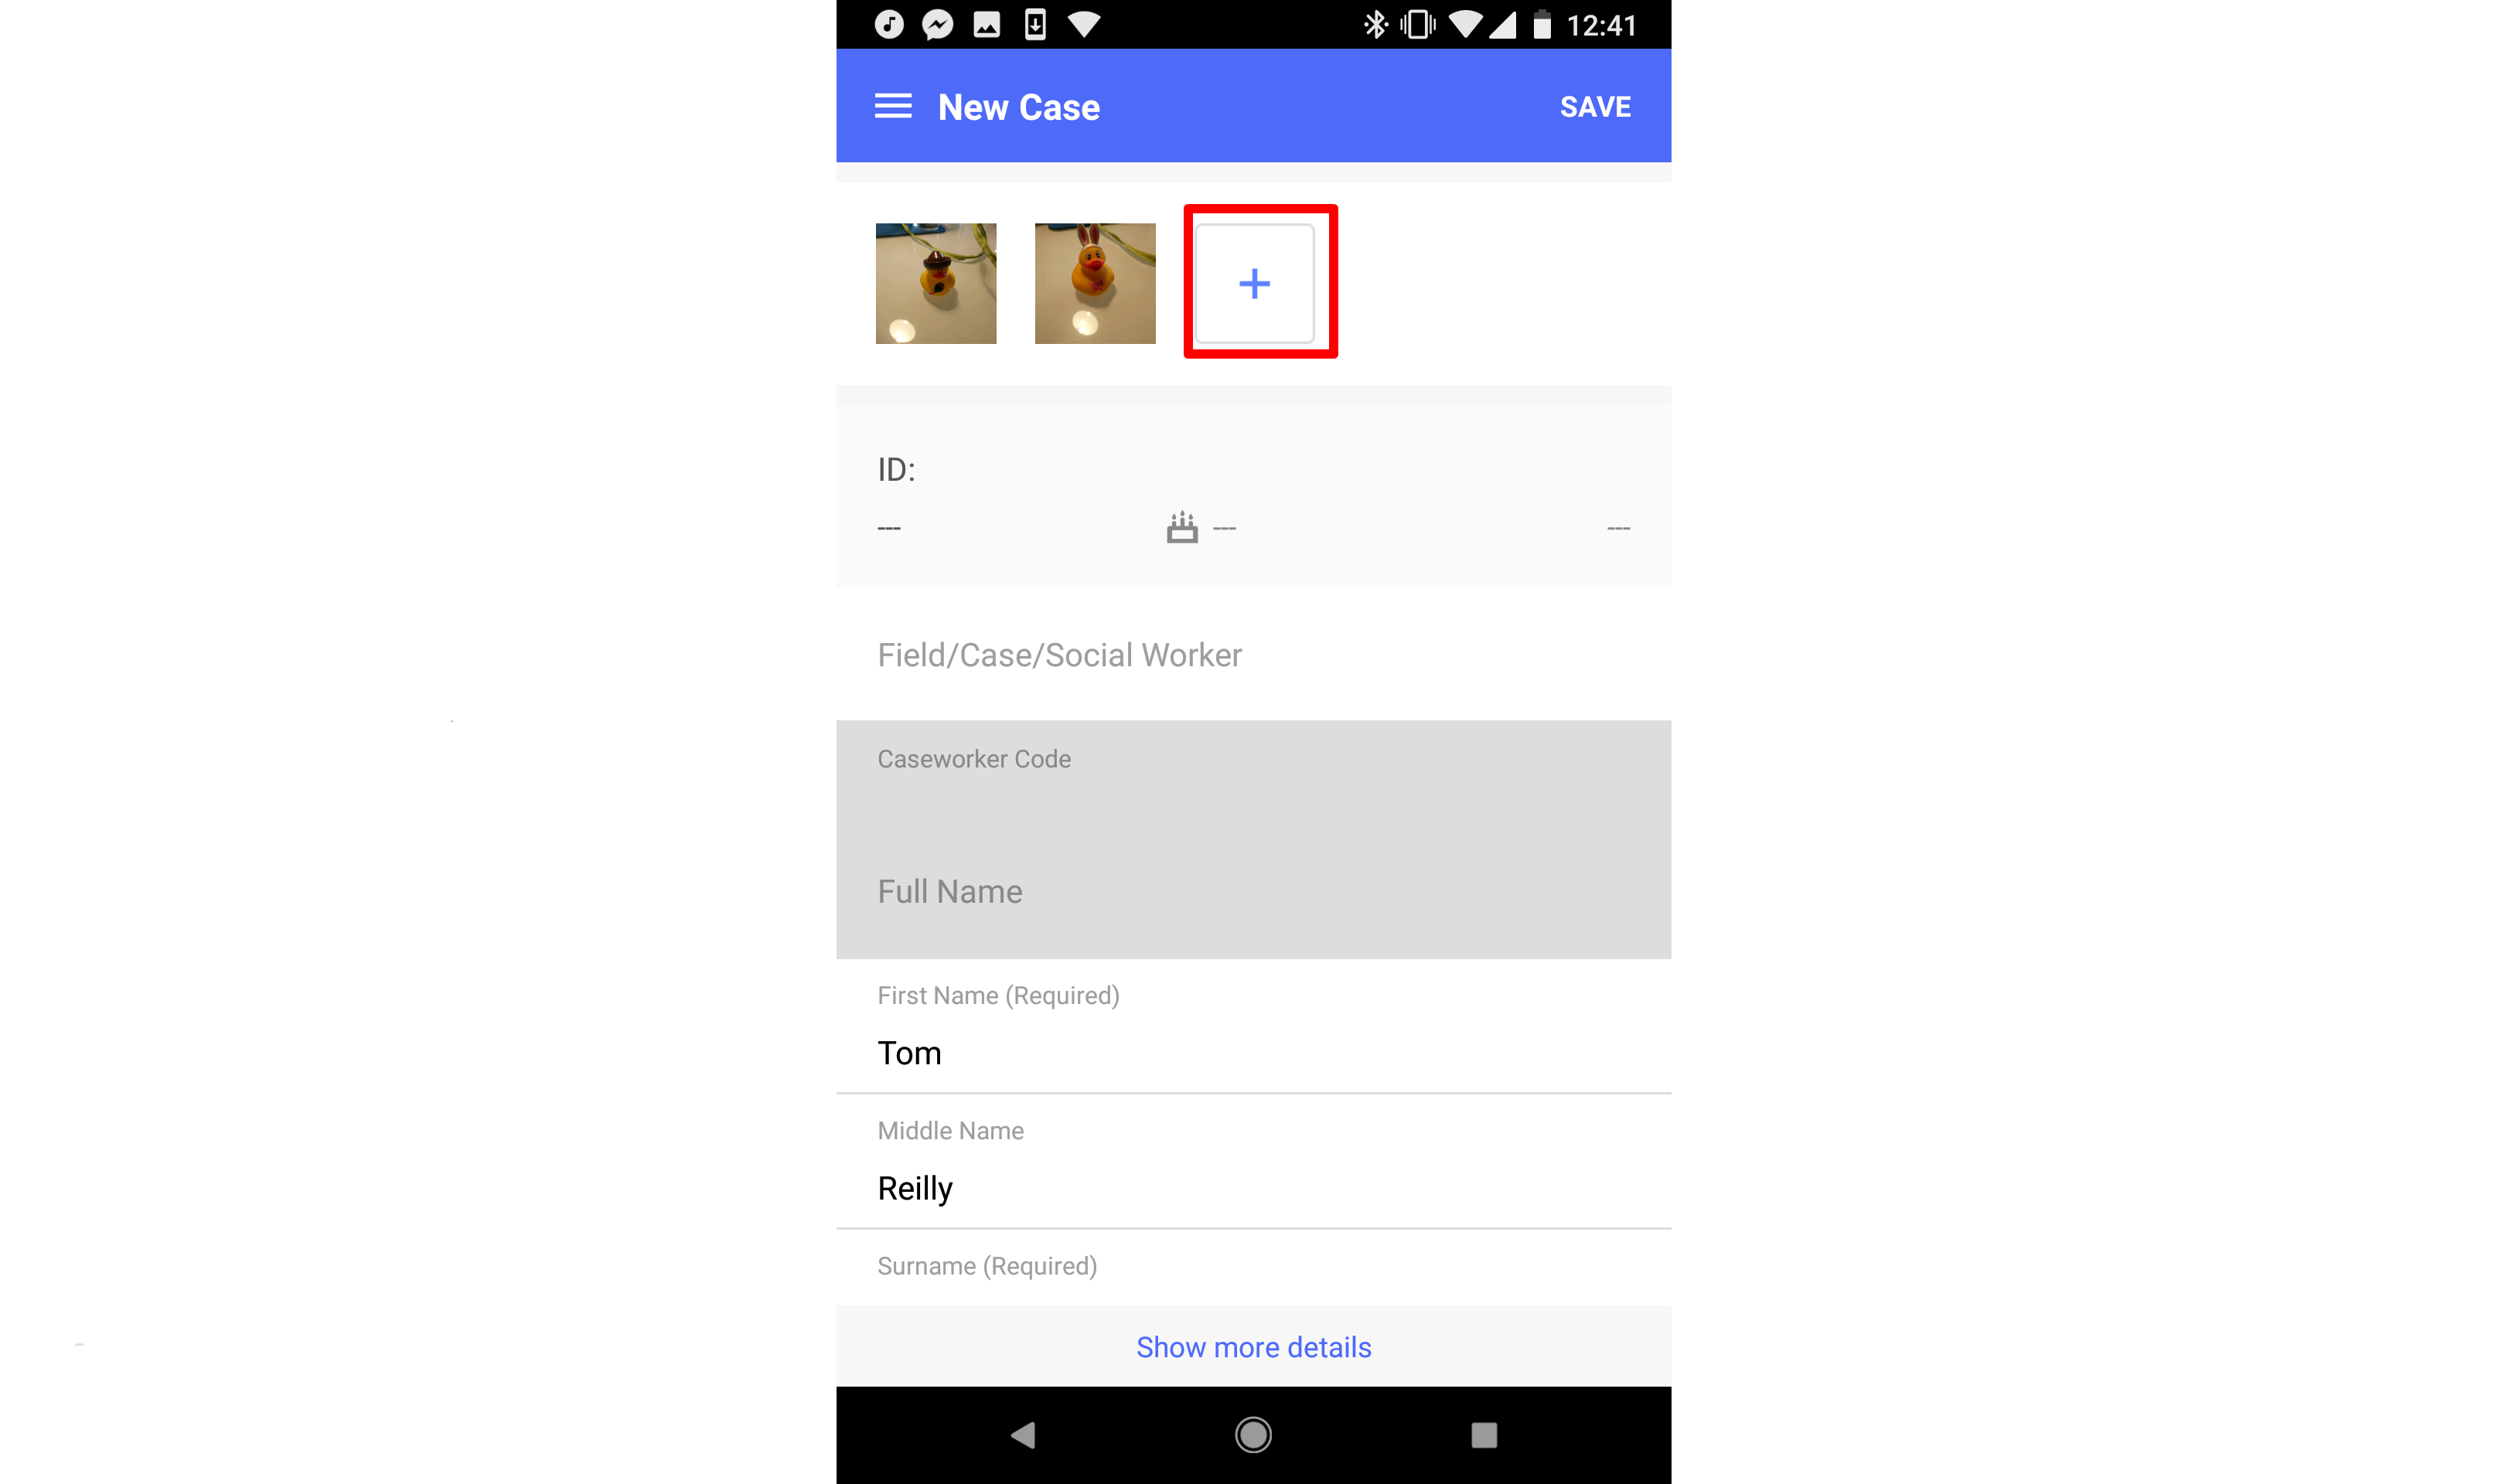 12:41
New Case SAVE
ID:
--- --- ---
Field/Case/Social Worker
Caseworker Code
Full Name
First Name (Required)
Tom
Middle Name
Reilly
Surname (Required)
Show more details